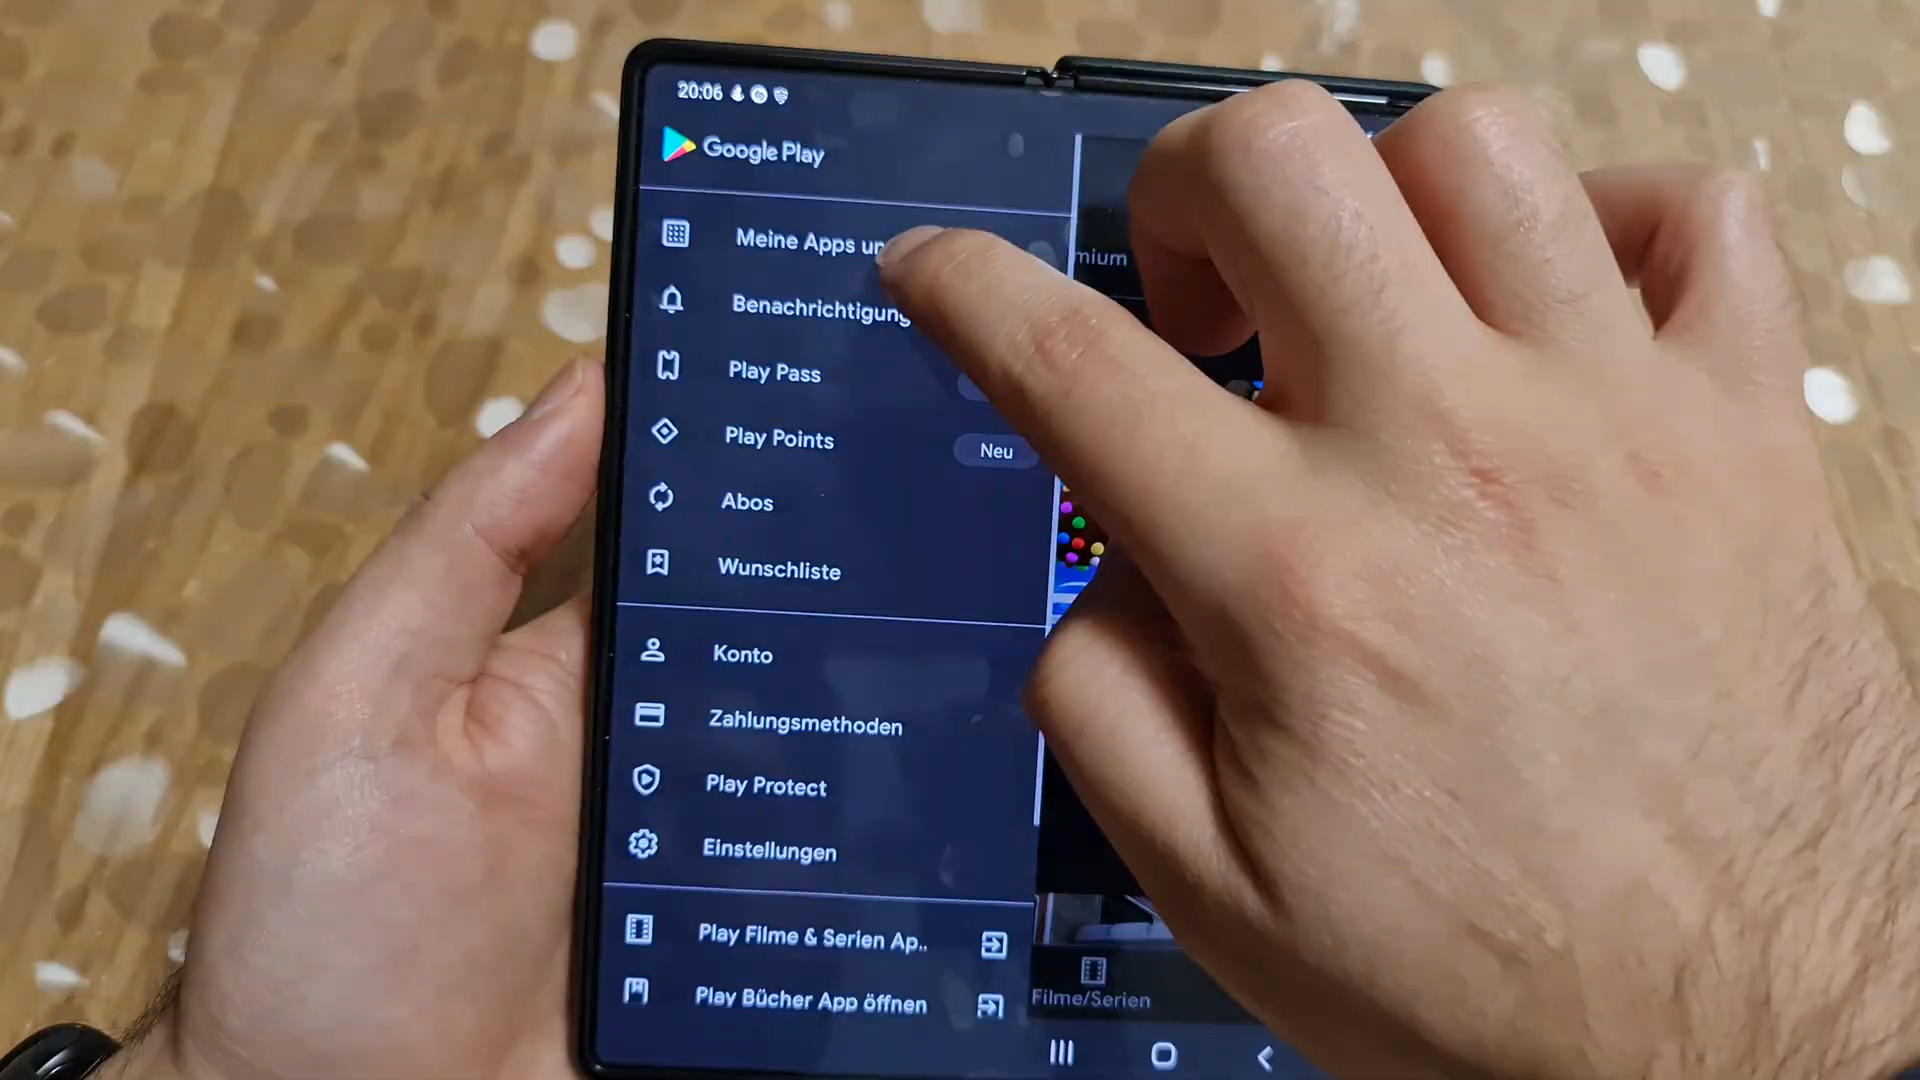 20:06
Google Play
Meine Apps un
mium
Benachrichtigung
Play Pass
Play Points
Neu
Abos
Wunschliste
Konto
Zahlungsmethoden
Play Protect
Einstellungen
Play Filme & Serien Ap..
Play Bücher App öffnen
Filme/Serien